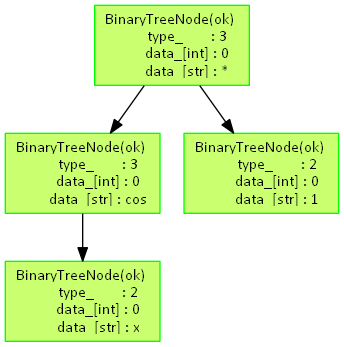 BinaryTreeNode(ok)
type_ : 3
data_[int] : 0
data_[str] : *
BinaryTreeNode(ok)
type_ : 3
data_[int] : 0
data_[str] : cos
BinaryTreeNode(ok)
type_ : 2
data_[int] : 0
data_[str] : 1
BinaryTreeNode(ok)
type_ : 2
data_[int] : 0
data_[str] : x